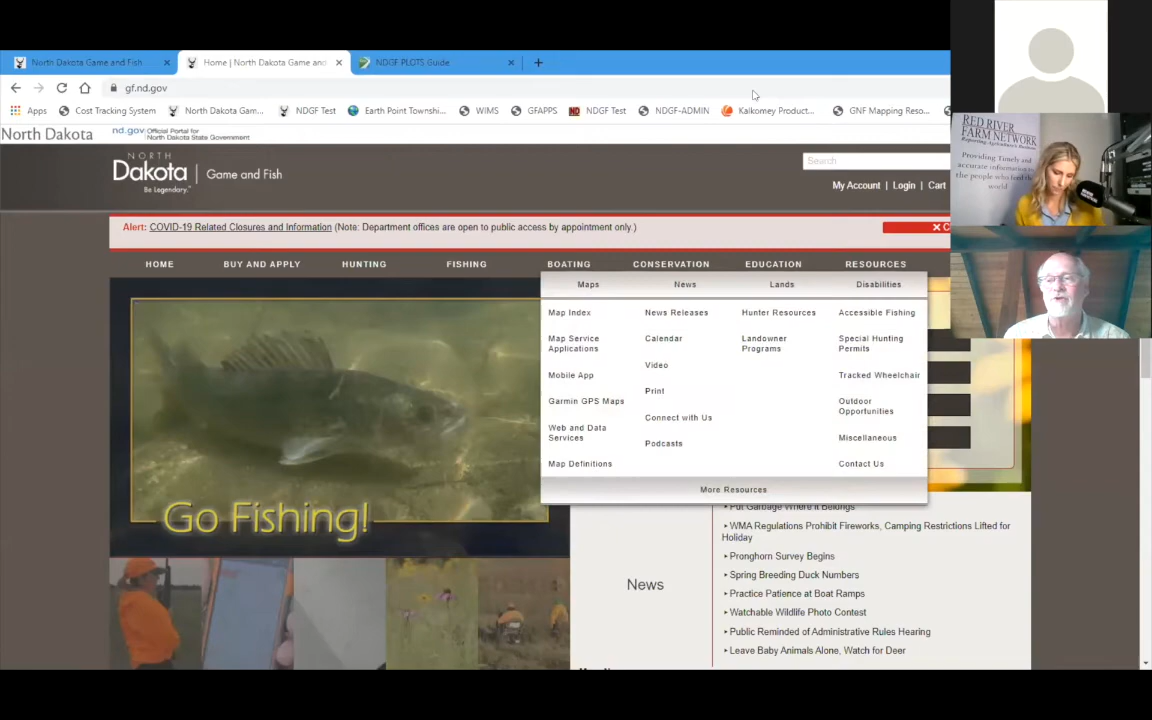 North Dakota Game and Fish
Home | North Dakota Game and
NDGF PLOTS Guide
gf.nd.gov
Apps
Cost Tracking System
North Dakota Gam...
NDGF Test
Earth Point Townshi...
WIMS
GFAPPS
NDGF Test
NDGF-ADMIN
Kalkomey Product...
GNF Mapping Reso...
North Dakota
nd.gov
Official Portal for
North Dakota State Government
NORTH
Dakota
Be Legendary.™
Game and Fish
Search
My Account | Login | Cart
Alert: COVID-19 Related Closures and Information (Note: Department offices are open to public access by appointment only.)
C
HOME
BUY AND APPLY
HUNTING
FISHING
BOATING
CONSERVATION
EDUCATION
RESOURCES
Maps
News
Lands
Disabilities
Map Index
Map Service
Applications
Mobile App
Garmin GPS Maps
Web and Data
Services
Map Definitions
News Releases
Calendar
Video
Print
Connect with Us
Podcasts
Hunter Resources
Landowner
Programs
Accessible Fishing
Special Hunting
Permits
Tracked Wheelchair
Outdoor
Opportunities
Miscellaneous
Contact Us
More Resources
Go Fishing!
News
Put Garbage Where it Belongs
WMA Regulations Prohibit Fireworks, Camping Restrictions Lifted for
Holiday
Pronghorn Survey Begins
Spring Breeding Duck Numbers
Practice Patience at Boat Ramps
Watchable Wildlife Photo Contest
Public Reminded of Administrative Rules Hearing
Leave Baby Animals Alone, Watch for Deer
RED RIVER
FARM NETWORK
Reporting Agriculture's Business
Providing Timely and
accurate information to
the people who feed the
world